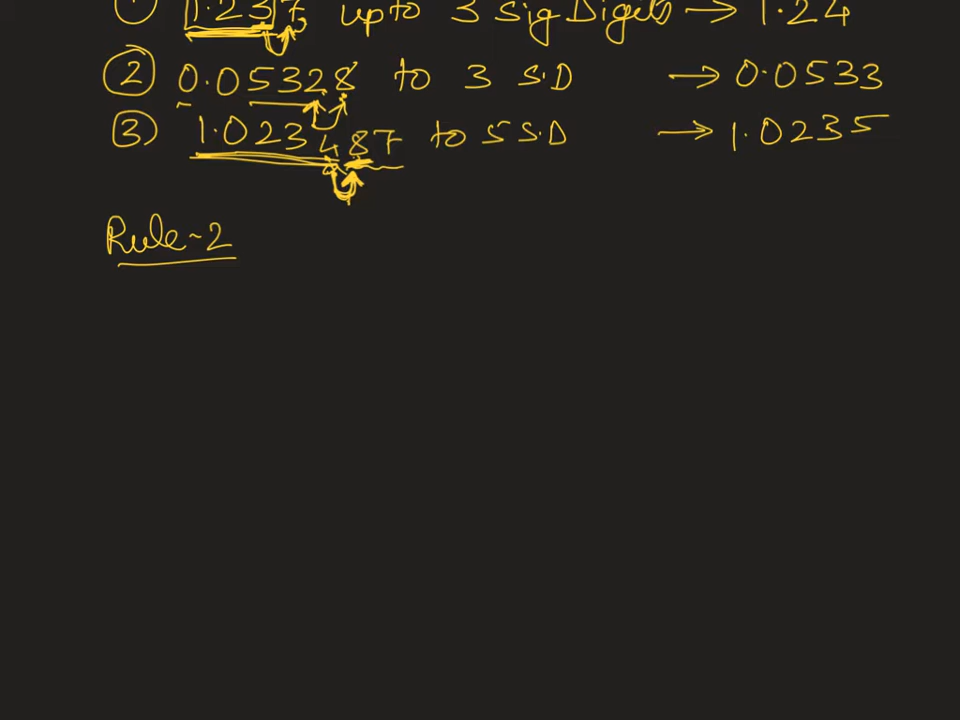 ① 1.237 upto 3 Sig Digits → 1.24
② 0.05328 to 3 S.D → 0.0533
③ 1.023487 to 5 S.D → 1.0235
Rule-2